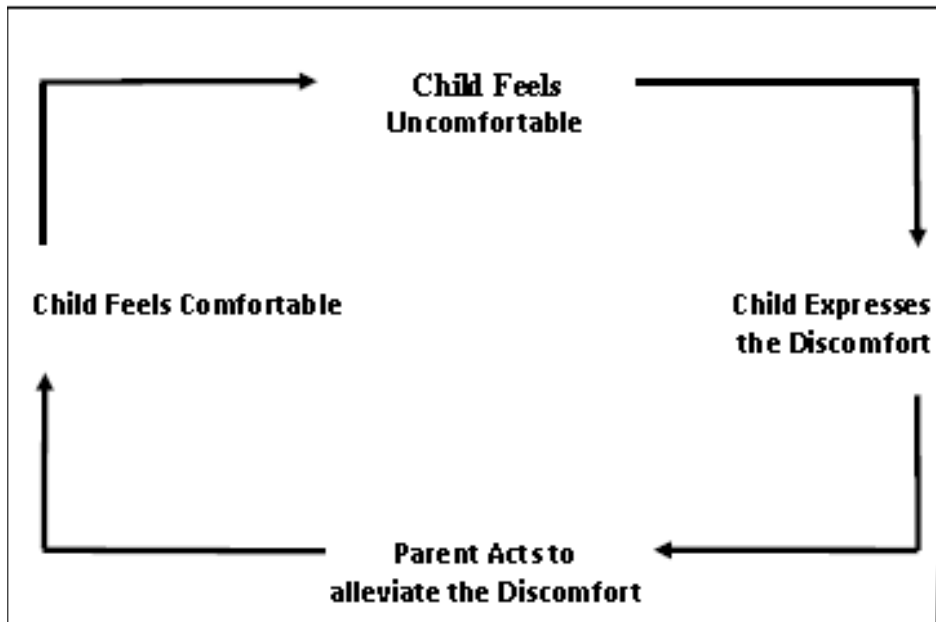 Child Feels
Uncomfortable
Child Feels Comfortable
Child Expresses
the Discomfort
Parent Acts to
alleviate the Discomfort